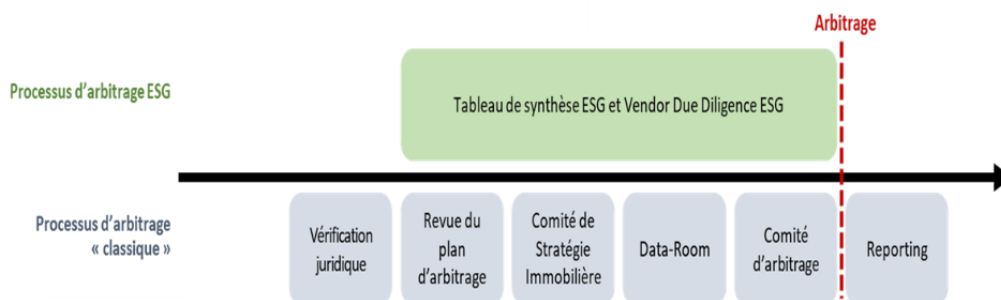 Arbitrage
Processus d'arbitrage ESG
Tableau de synthèse ESG et Vendor Due Diligence ESG
Processus d'arbitrage
« classique »
Vérification
juridique
Revue du
plan
d'arbitrage
Comité de
Stratégie
Immobilière
Data-Room
Comité
d'arbitrage
Reporting